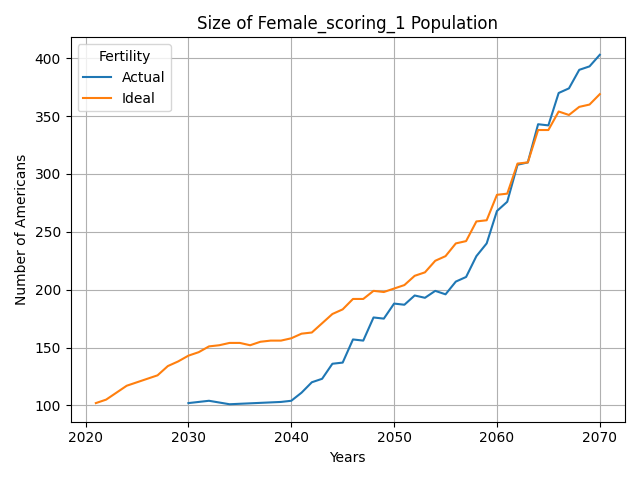 Size of Female_scoring_1 Population
Fertility
Actual
Ideal
Number of Americans
400
350
300
250
200
150
100
2020 2030 2040 2050 2060 2070
Years